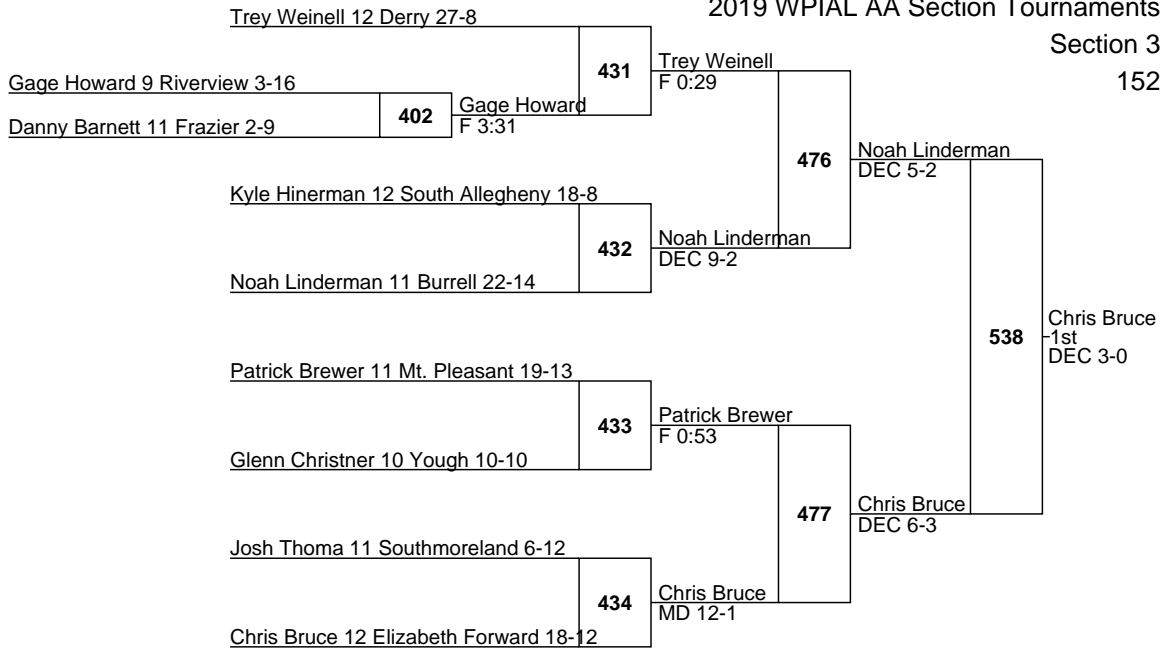 2019 WPIAL AA Section Tournaments
Section 3
152
Trey Weinell 12 Derry 27-8
431
Trey Weinell
F 0:29
Gage Howard 9 Riverview 3-16
402
Gage Howard
F 3:31
Danny Barnett 11 Frazier 2-9
476
Noah Linderman
DEC 5-2
Kyle Hinerman 12 South Allegheny 18-8
432
Noah Linderman
DEC 9-2
Noah Linderman 11 Burrell 22-14
538
Chris Bruce
1st
DEC 3-0
Patrick Brewer 11 Mt. Pleasant 19-13
433
Patrick Brewer
F 0:53
Glenn Christner 10 Yough 10-10
477
Chris Bruce
DEC 6-3
Josh Thoma 11 Southmoreland 6-12
434
Chris Bruce
MD 12-1
Chris Bruce 12 Elizabeth Forward 18-12